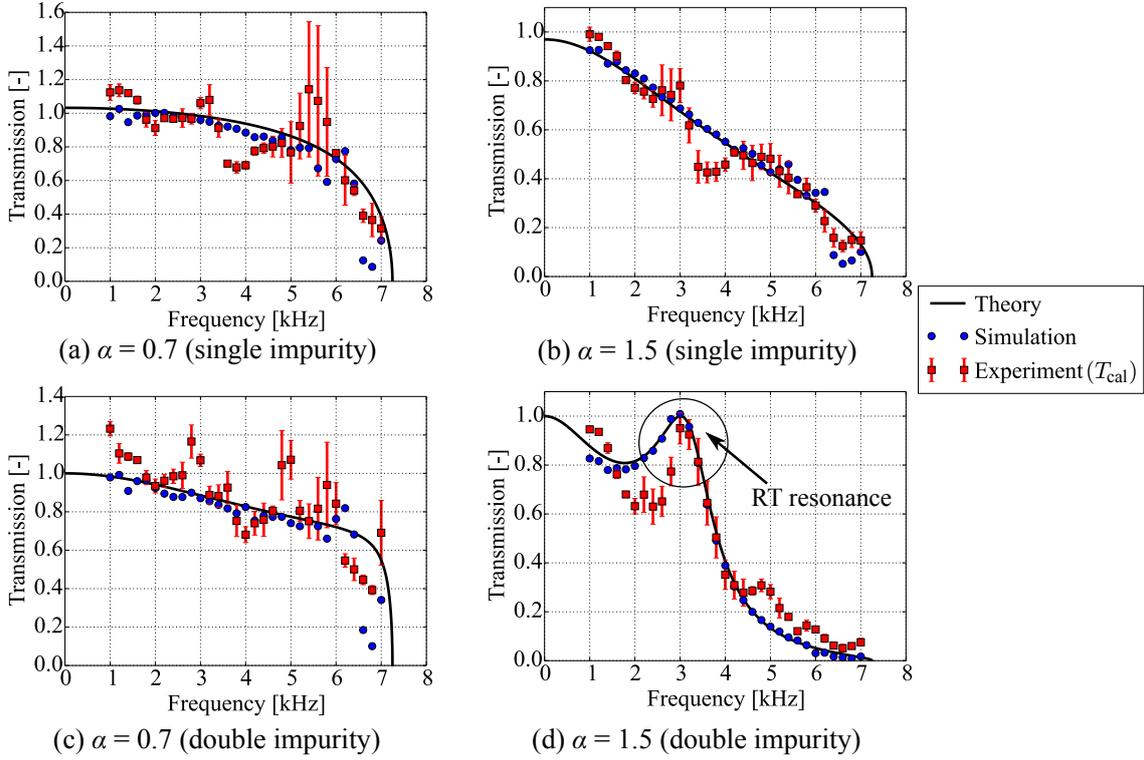 1.6
1.4
1.2
1.0
0.8
0.6
0.4
0.2
0.0
Transmission [-]
0 1 2 3 4 5 6 7 8
Frequency [kHz]
(a) α = 0.7 (single impurity)
1.0
0.8
0.6
0.4
0.2
0.0
Transmission [-]
0 1 2 3 4 5 6 7 8
Frequency [kHz]
(b) α = 1.5 (single impurity)
Theory
Simulation
Experiment (T_cal)
1.4
1.2
1.0
0.8
0.6
0.4
0.2
0.0
Transmission [-]
0 1 2 3 4 5 6 7 8
Frequency [kHz]
(c) α = 0.7 (double impurity)
1.0
0.8
0.6
0.4
0.2
0.0
Transmission [-]
RT resonance
0 1 2 3 4 5 6 7 8
Frequency [kHz]
(d) α = 1.5 (double impurity)